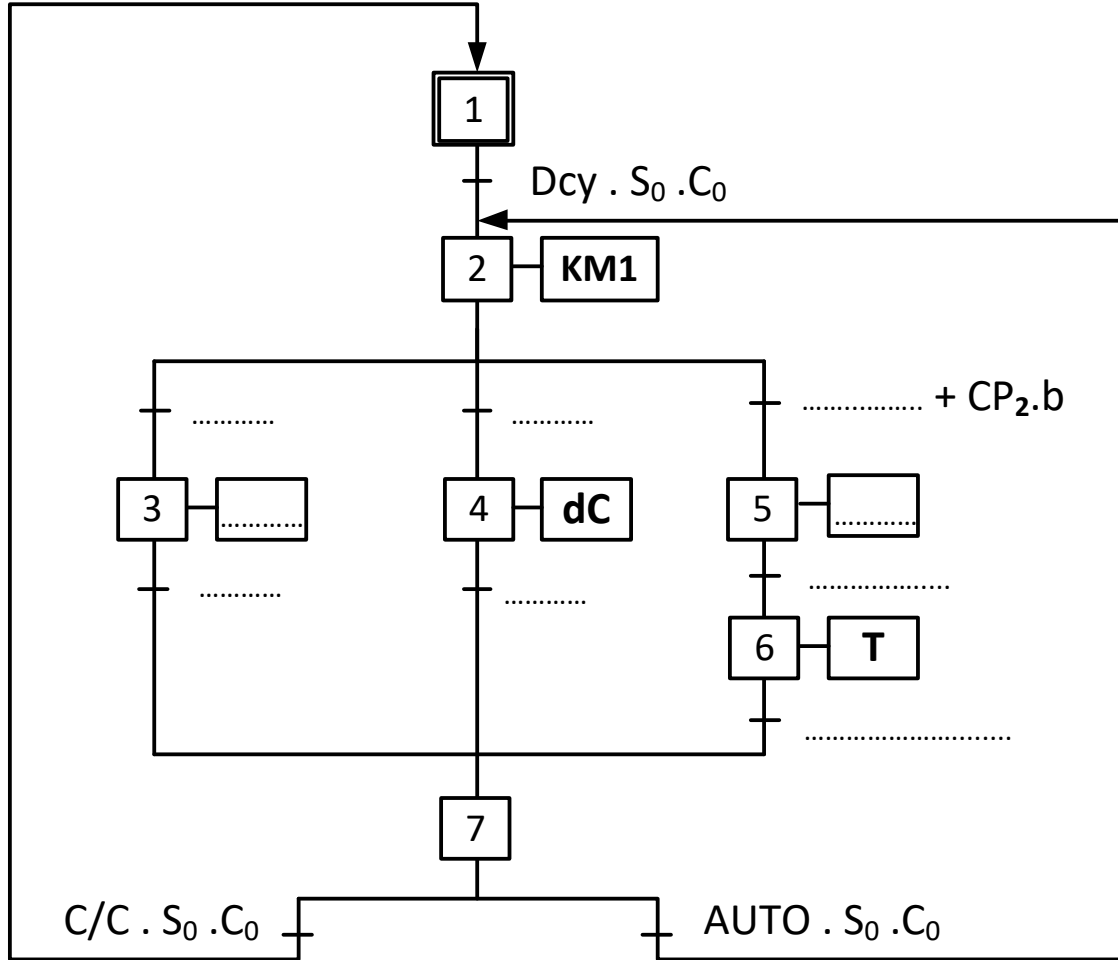 1
Dcy . S₀ .C₀
2 KM1
………… ………… ……………… + CP₂.b
3 ………… 4 dC 5 …………
………… ………… …………………
6 T
………………………
7
C/C . S₀ .C₀ AUTO . S₀ .C₀